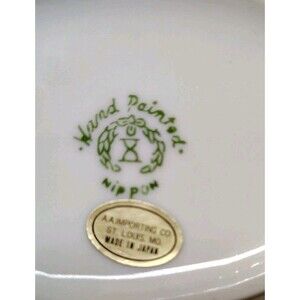 Hand Painted.
NIPPON
A.A. IMPORTING CO.
ST. LOUIS, MO.
MADE IN JAPAN